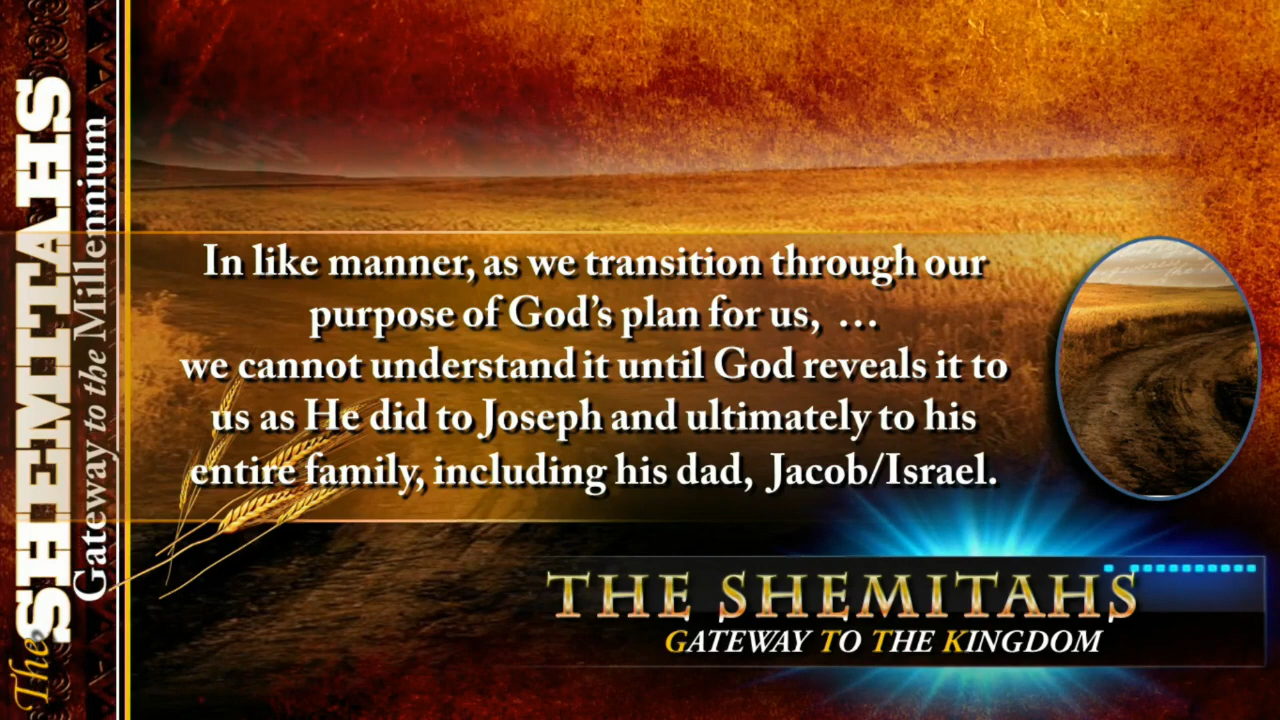 The SHEMITAHS
Gateway to the Millennium
In like manner, as we transition through our
purpose of God's plan for us, ...
we cannot understand it until God reveals it to
us as He did to Joseph and ultimately to his
entire family, including his dad, Jacob/Israel.
THE SHEMITAHS
GATEWAY TO THE KINGDOM